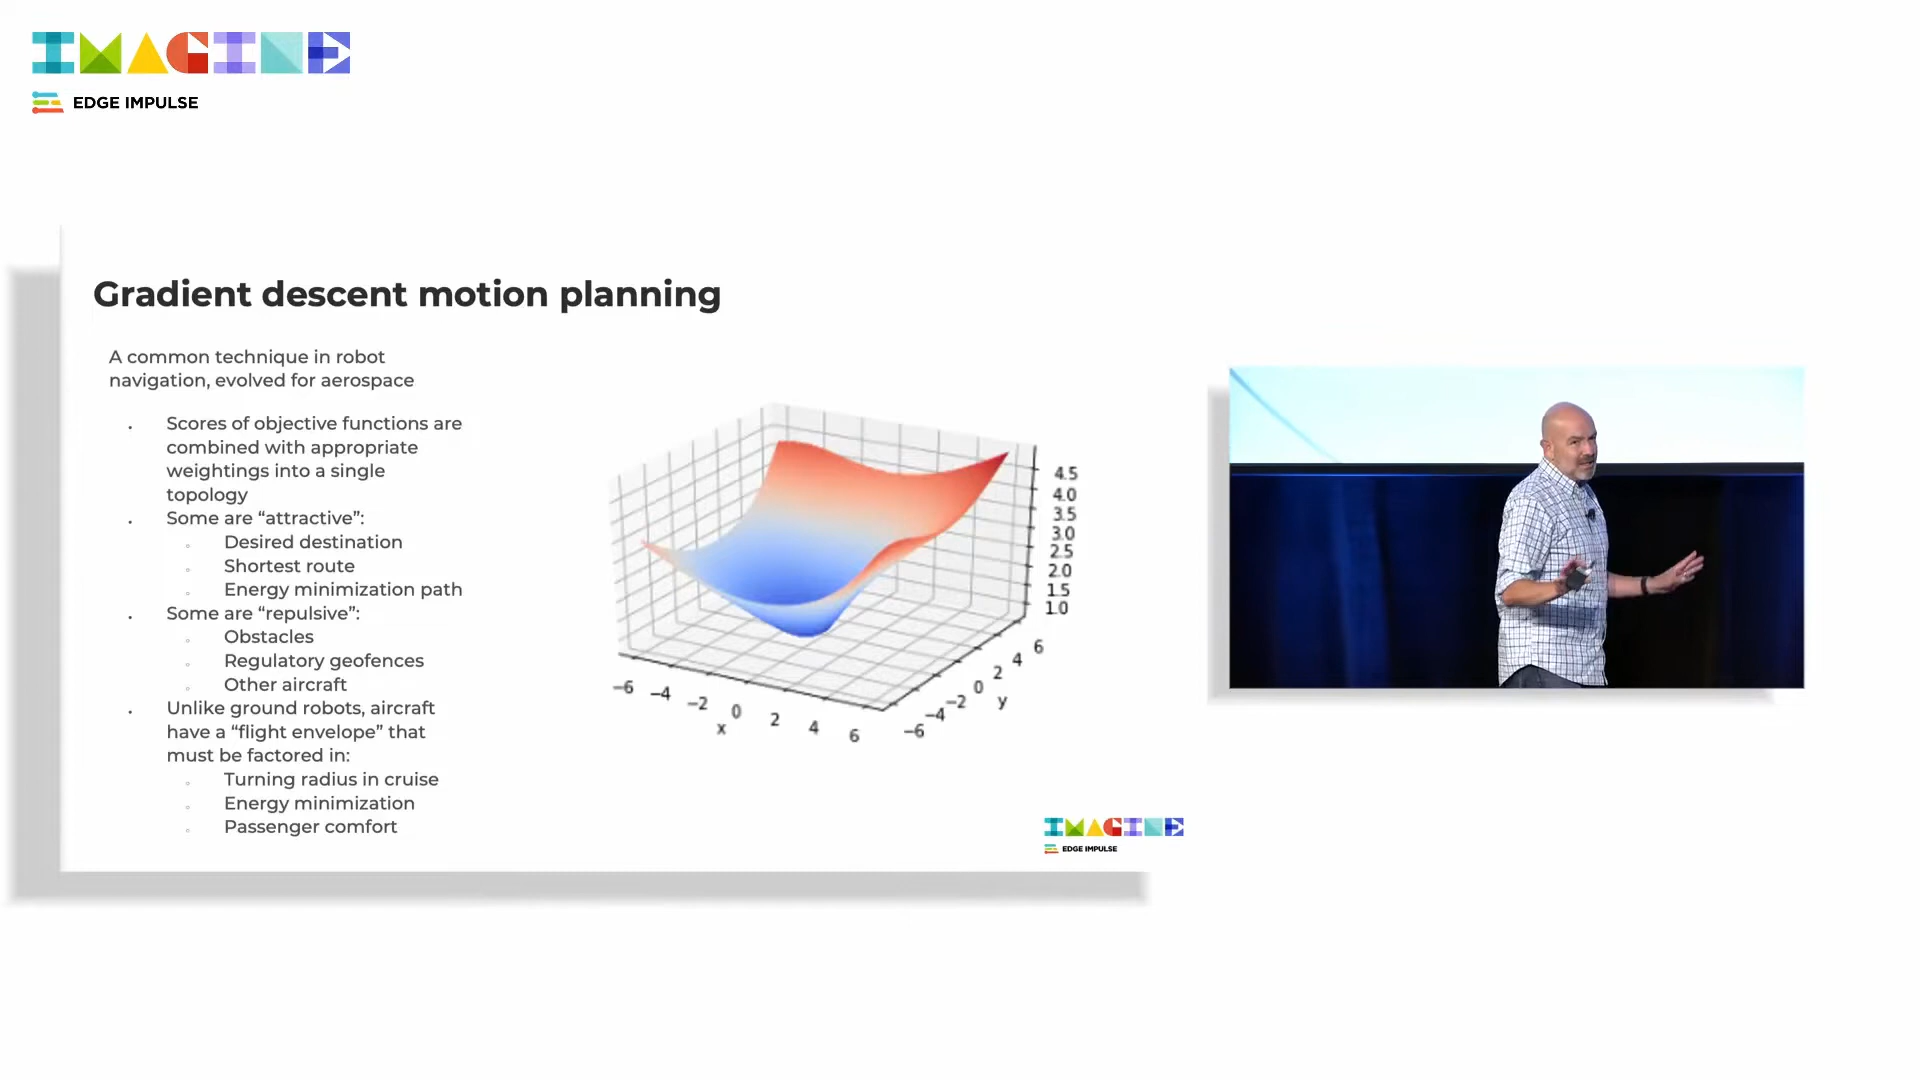 IMAGINE
EDGE IMPULSE
Gradient descent motion planning
A common technique in robot
navigation, evolved for aerospace
Scores of objective functions are
combined with appropriate
weightings into a single
topology
Some are “attractive”:
Desired destination
Shortest route
Energy minimization path
Some are “repulsive”:
Obstacles
Regulatory geofences
Other aircraft
Unlike ground robots, aircraft
have a “flight envelope” that
must be factored in:
Turning radius in cruise
Energy minimization
Passenger comfort
4.5
4.0
3.5
3.0
2.5
2.0
1.5
1.0
−6 −4 −2 0 2 4 6
x
−6 −4 −2 0 2 4 6
y
IMAGINE
EDGE IMPULSE